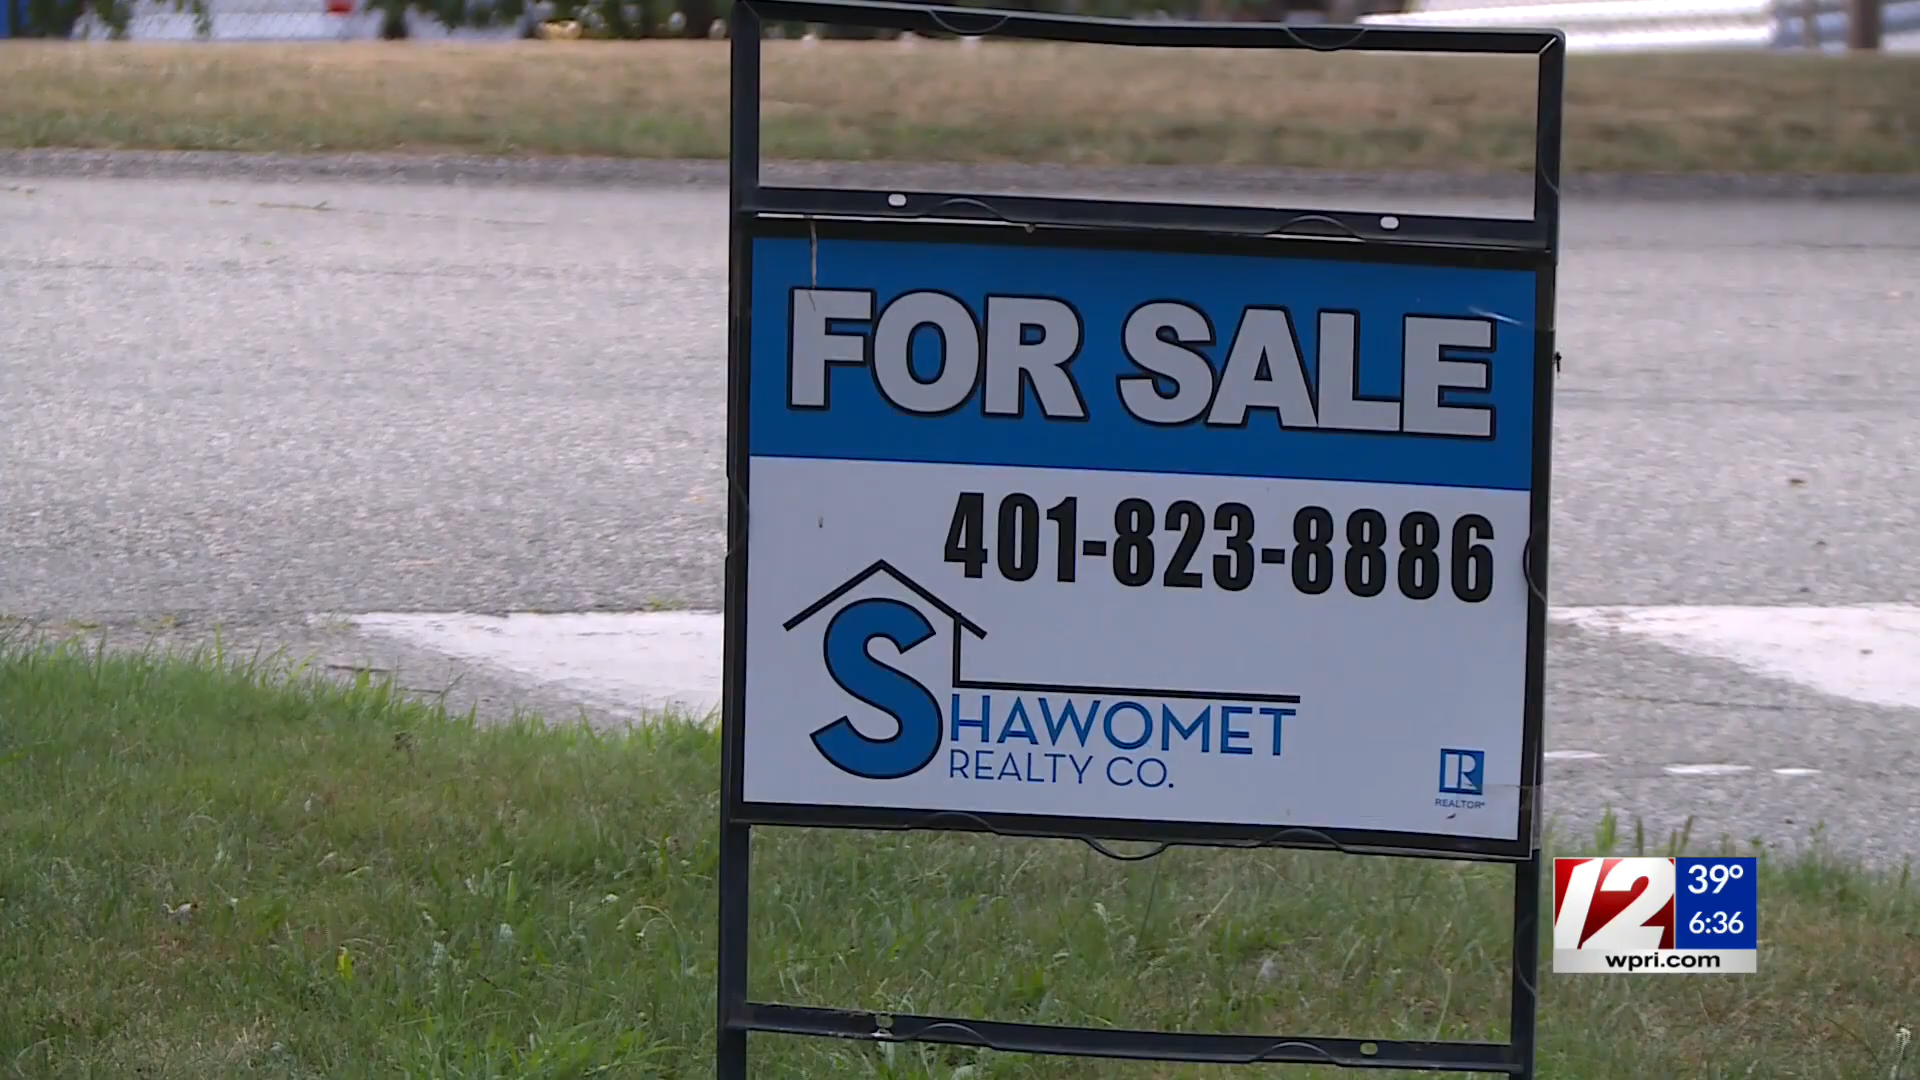 FOR SALE
401-823-8886
SHAWOMET
REALTY CO.
R
REALTOR®
12
39°
6:36
wpri.com